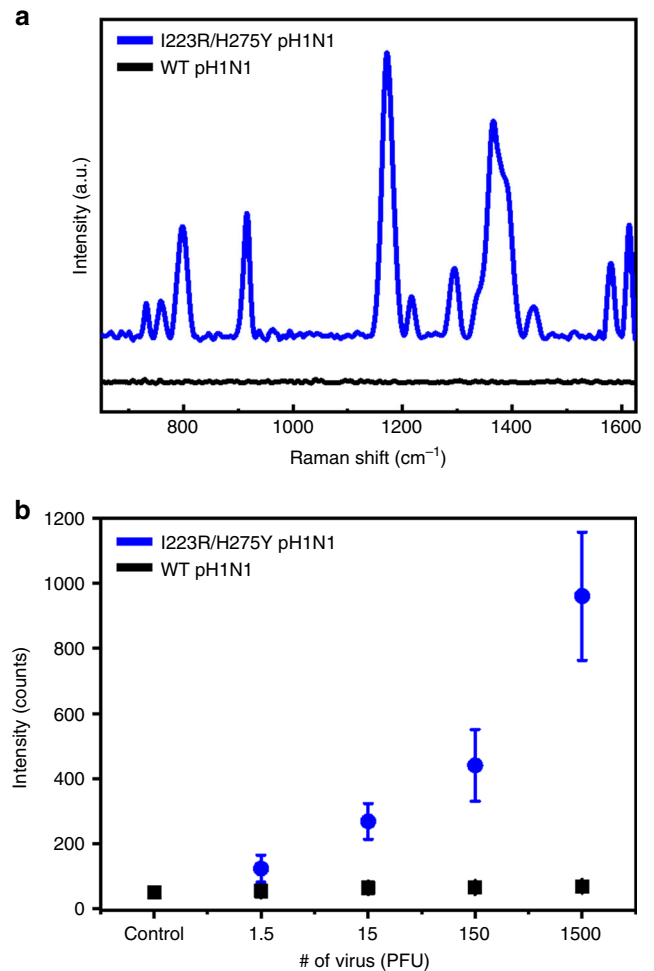 a
I223R/H275Y pH1N1
WT pH1N1
Intensity (a.u.)
800 1000 1200 1400 1600
Raman shift (cm⁻¹)
b
1200
I223R/H275Y pH1N1
WT pH1N1
1000
800
600
400
200
0
Intensity (counts)
Control 1.5 15 150 1500
# of virus (PFU)